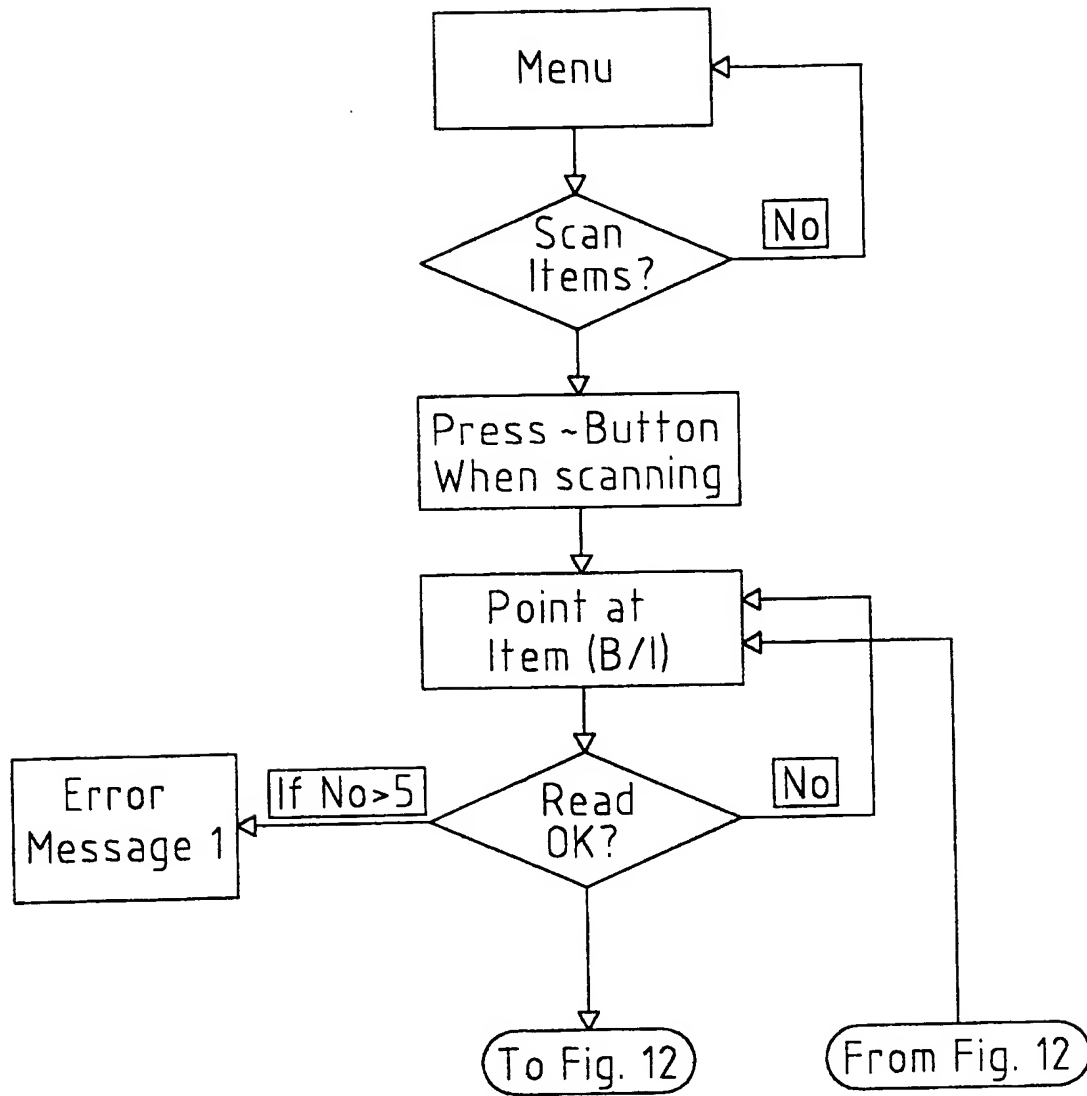 Menu
Scan
Items?
No
Press ~Button
When scanning
Point at
Item (B/I)
Read
OK?
No
If No>5
Error
Message 1
To Fig. 12
From Fig. 12